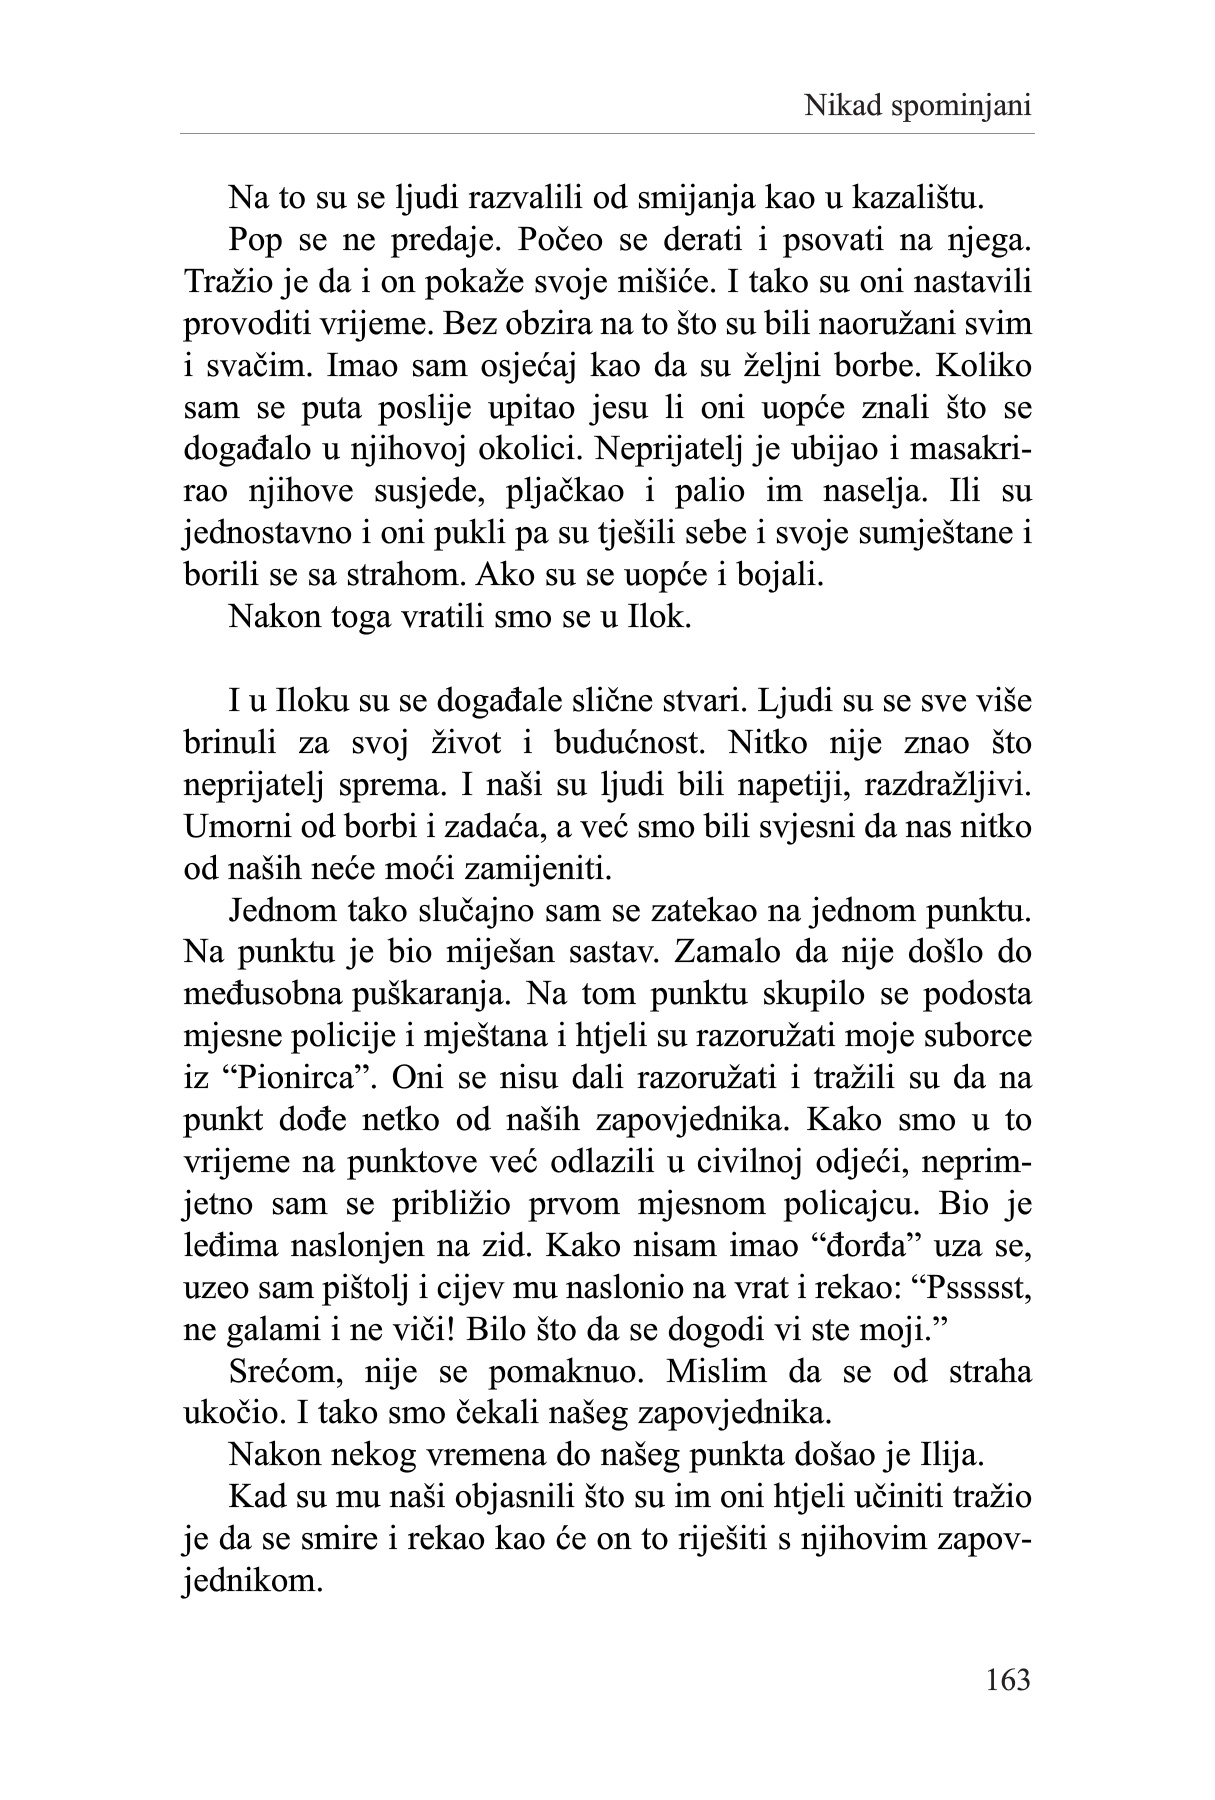 Nikad spominjani
Na to su se ljudi razvalili od smijanja kao u kazalištu.
Pop se ne predaje. Počeo se derati i psovati na njega.
Tražio je da i on pokaže svoje mišiće. I tako su oni nastavili
provoditi vrijeme. Bez obzira na to što su bili naoružani svim
i svačim. Imao sam osjećaj kao da su željni borbe. Koliko
sam se puta poslije upitao jesu li oni uopće znali što se
događalo u njihovoj okolici. Neprijatelj je ubijao i masakri-
rao njihove susjede, pljačkao i palio im naselja. Ili su
jednostavno i oni pukli pa su tješili sebe i svoje sumještane i
borili se sa strahom. Ako su se uopće i bojali.
Nakon toga vratili smo se u Ilok.
I u Iloku su se događale slične stvari. Ljudi su se sve više
brinuli za svoj život i budućnost. Nitko nije znao što
neprijatelj sprema. I naši su ljudi bili napetiji, razdražljivi.
Umorni od borbi i zadaća, a već smo bili svjesni da nas nitko
od naših neće moći zamijeniti.
Jednom tako slučajno sam se zatekao na jednom punktu.
Na punktu je bio miješan sastav. Zamalo da nije došlo do
međusobna puškaranja. Na tom punktu skupilo se podosta
mjesne policije i mještana i htjeli su razoružati moje suborce
iz “Pionirca”. Oni se nisu dali razoružati i tražili su da na
punkt dođe netko od naših zapovjednika. Kako smo u to
vrijeme na punktove već odlazili u civilnoj odjeći, neprim-
jetno sam se približio prvom mjesnom policajcu. Bio je
leđima naslonjen na zid. Kako nisam imao “đorđa” uza se,
uzeo sam pištolj i cijev mu naslonio na vrat i rekao: “Psssssst,
ne galami i ne viči! Bilo što da se dogodi vi ste moji.”
Srećom, nije se pomaknuo. Mislim da se od straha
ukočio. I tako smo čekali našeg zapovjednika.
Nakon nekog vremena do našeg punkta došao je Ilija.
Kad su mu naši objasnili što su im oni htjeli učiniti tražio
je da se smire i rekao kao će on to riješiti s njihovim zapov-
jednikom.
163